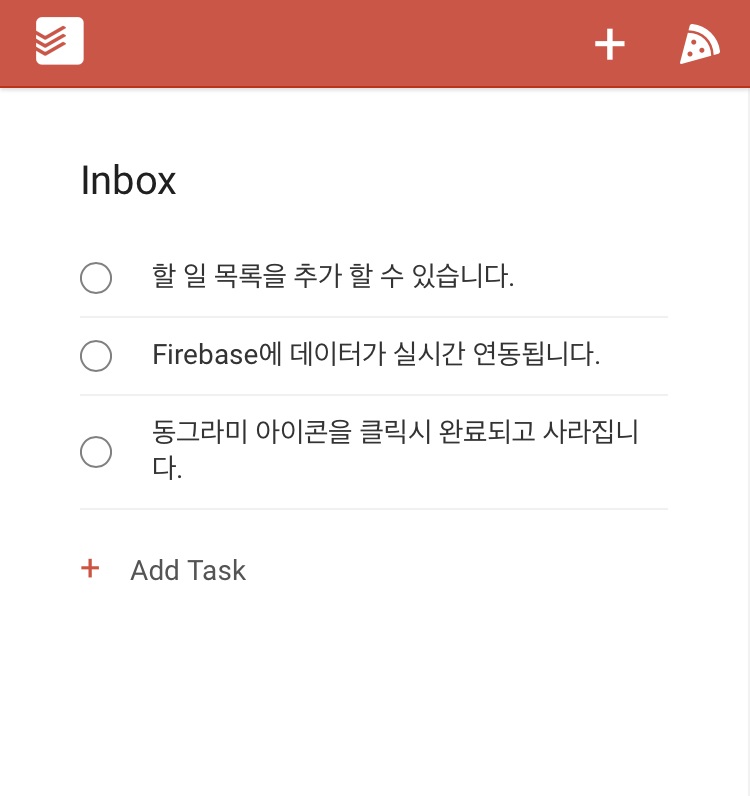 Inbox
할 일 목록을 추가 할 수 있습니다.
Firebase에 데이터가 실시간 연동됩니다.
동그라미 아이콘을 클릭시 완료되고 사라집니
다.
+ Add Task